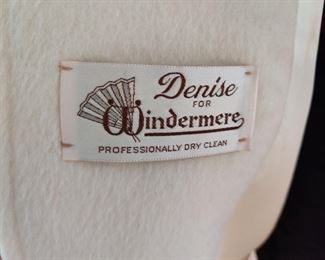 Denise
FOR
Windermere
PROFESSIONALLY DRY CLEAN